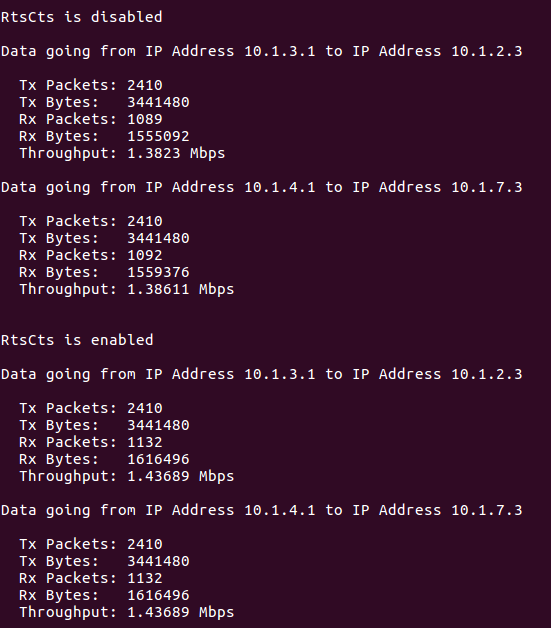 RtsCts is disabled
Data going from IP Address 10.1.3.1 to IP Address 10.1.2.3
Tx Packets: 2410
Tx Bytes:   3441480
Rx Packets: 1089
Rx Bytes:   1555092
Throughput: 1.3823 Mbps
Data going from IP Address 10.1.4.1 to IP Address 10.1.7.3
Tx Packets: 2410
Tx Bytes:   3441480
Rx Packets: 1092
Rx Bytes:   1559376
Throughput: 1.38611 Mbps
RtsCts is enabled
Data going from IP Address 10.1.3.1 to IP Address 10.1.2.3
Tx Packets: 2410
Tx Bytes:   3441480
Rx Packets: 1132
Rx Bytes:   1616496
Throughput: 1.43689 Mbps
Data going from IP Address 10.1.4.1 to IP Address 10.1.7.3
Tx Packets: 2410
Tx Bytes:   3441480
Rx Packets: 1132
Rx Bytes:   1616496
Throughput: 1.43689 Mbps